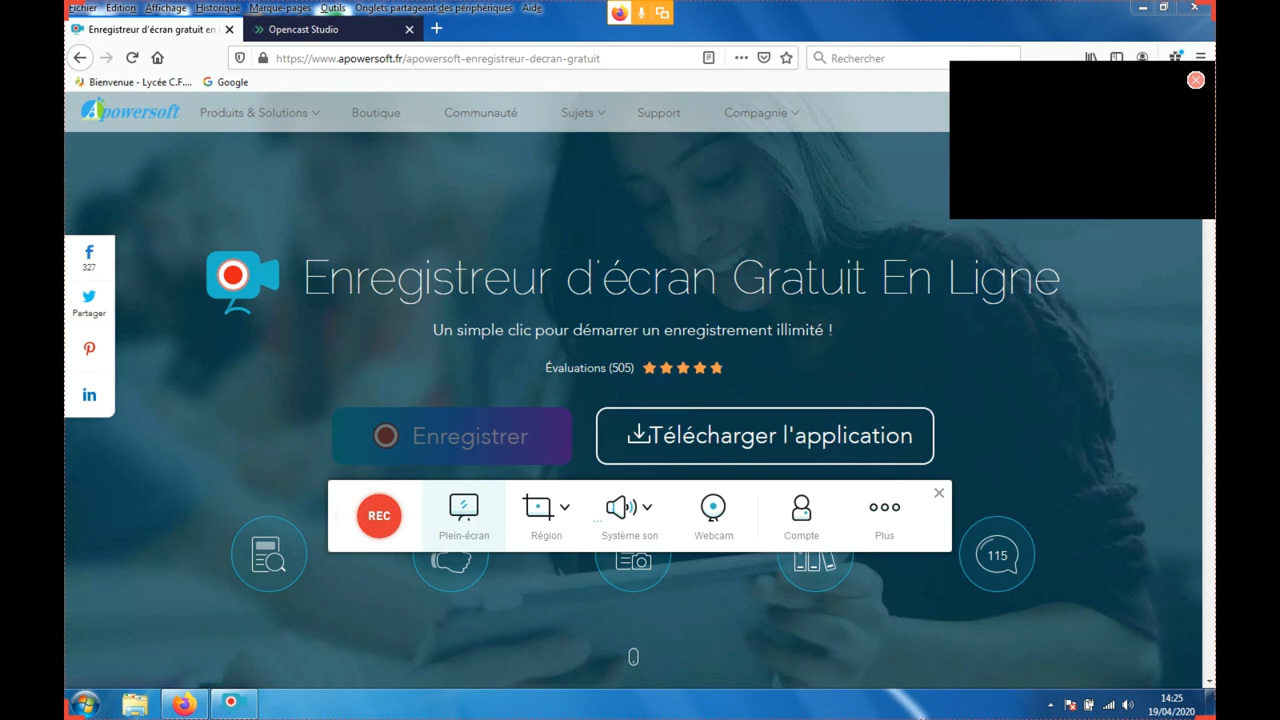 Fichier Édition Affichage Historique Marque-pages Outils Onglets partageant des périphériques Aide
Enregistreur d'écran gratuit en
Opencast Studio
https://www.apowersoft.fr/apowersoft-enregistreur-decran-gratuit
Rechercher
Bienvenue - Lycée C.F....
Google
Apowersoft
Produits & Solutions
Boutique
Communauté
Sujets
Support
Compagnie
f
327
Partager
in
Enregistreur d'écran Gratuit En Ligne
Un simple clic pour démarrer un enregistrement illimité !
Évaluations (505)
Enregistrer
Télécharger l'application
REC
Plein-écran
Région
Système son
Webcam
Compte
Plus
115
14:25
19/04/2020